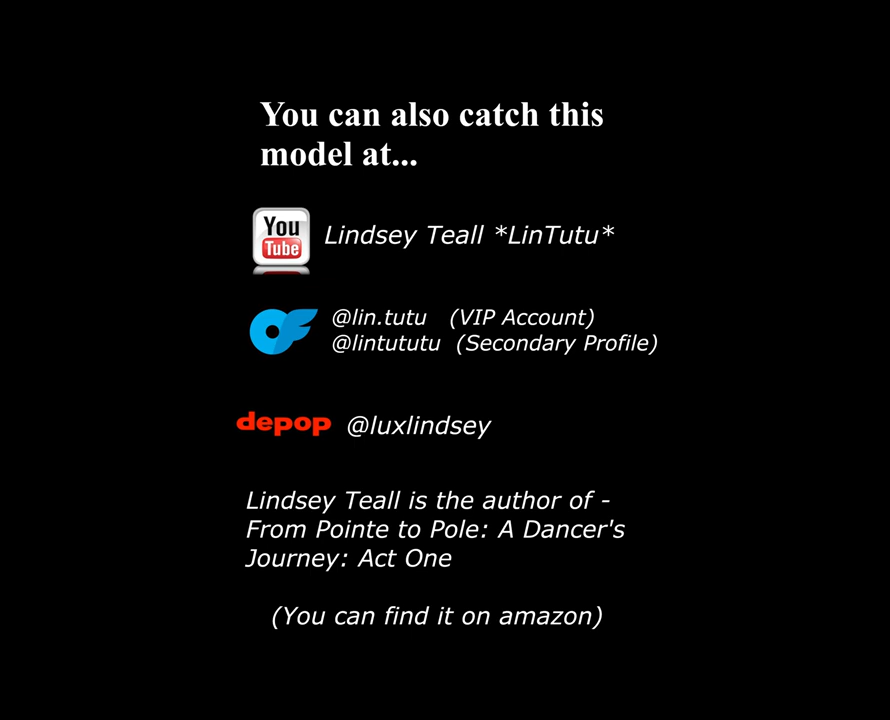 You can also catch this
model at...
You
Tube
Lindsey Teall *LinTutu*
@lin.tutu (VIP Account)
@lintututu (Secondary Profile)
depop @luxlindsey
Lindsey Teall is the author of -
From Pointe to Pole: A Dancer's
Journey: Act One
(You can find it on amazon)